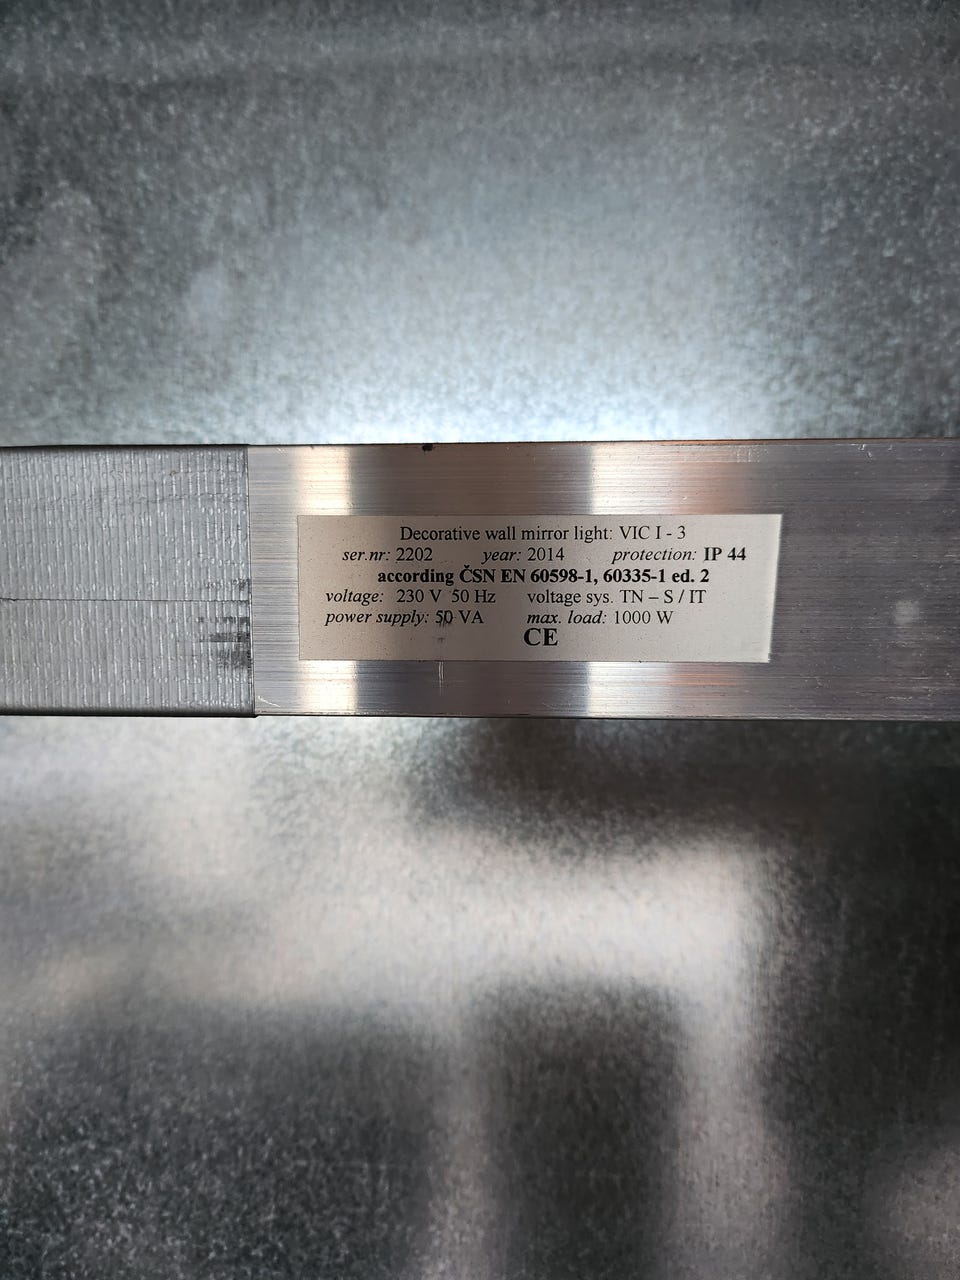 Decorative wall mirror light: VIC I - 3
ser.nr: 2202 year: 2014 protection: IP 44
according ČSN EN 60598-1, 60335-1 ed. 2
voltage: 230 V 50 Hz voltage sys. TN – S / IT
power supply: 50 VA max. load: 1000 W
CE